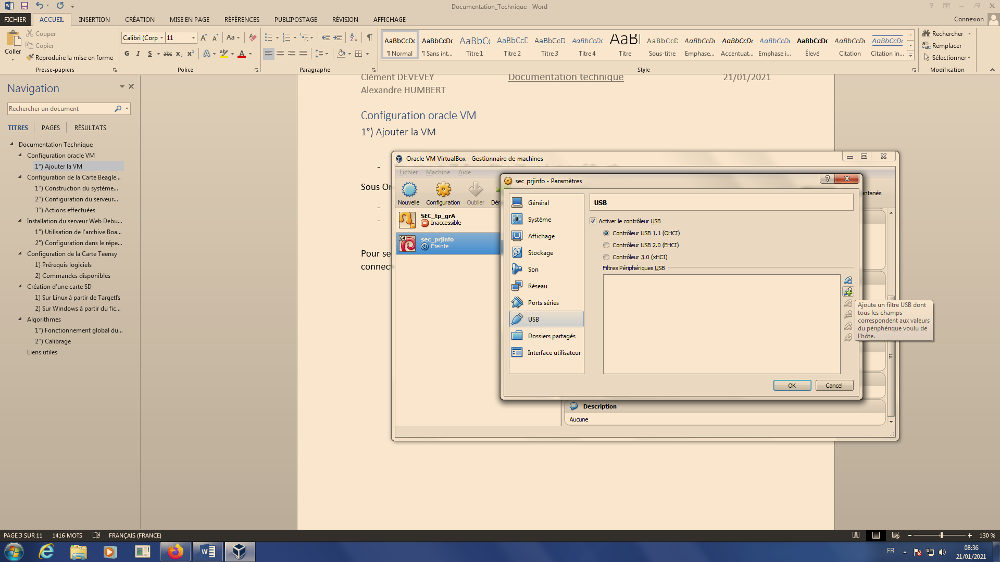 Documentation_Technique - Word
FICHIER ACCUEIL INSERTION CRÉATION MISE EN PAGE RÉFÉRENCES PUBLIPOSTAGE RÉVISION AFFICHAGE Connexion
Coller
Couper
Copier
Reproduire la mise en forme
Presse-papiers
Calibri (Corp 11
Aa
G I S abc x₂ x² A ab A
Police
Paragraphe
AaBbCcDc AaBbCcDc AaBbC( AaBbCcD AaBbCcD AaBbCcDc AaBl AaBbCcD AaBbCcDc AaBbCcDc AaBbCcDc AaBbCcDc AaBbCcDc AaBbCcDc
¶ Normal ¶ Sans int... Titre 1 Titre 2 Titre 3 Titre 4 Titre Sous-titre Emphase... Accentuat... Emphase i... Élevé Citation Citation in...
Style
Rechercher
Remplacer
Sélectionner
Modification
Navigation
Rechercher un document
TITRES PAGES RÉSULTATS
Documentation Technique
Configuration oracle VM
1°) Ajouter la VM
Configuration de la Carte Beagle...
1°) Construction du système...
2°) Configuration du serveur...
3°) Actions effectuées
Installation du serveur Web Debu...
1°) Utilisation de l'archive Boa...
2°) Configuration dans le répe...
Configuration de la Carte Teensy
1) Prérequis logiciels
2) Commandes disponibles
Création d'une carte SD
1) Sur Linux à partir de Targetfs
2) Sur Windows à partir du fic...
Algorithmes
1°) Fonctionnement global du...
2°) Calibrage
Liens utiles
Clément DEVEVEY Documentation technique 21/01/2021
Alexandre HUMBERT
Configuration oracle VM
1°) Ajouter la VM
-
Sous Or
-
-
Pour se
connect
Oracle VM VirtualBox - Gestionnaire de machines
Fichier Machine Aide
Nouvelle Configuration Oublier Dér
antanés
SEC_tp_grA
Inaccessible
64
sec_prjinfo
Éteinte
Description
Aucune
sec_prjinfo - Paramètres
Général
Système
Affichage
Stockage
Son
Réseau
Ports séries
USB
Dossiers partagés
Interface utilisateur
USB
Activer le contrôleur USB
Contrôleur USB 1.1 (OHCI)
Contrôleur USB 2.0 (EHCI)
Contrôleur 3.0 (xHCI)
Filtres Périphériques USB
Ajoute un filtre USB dont
tous les champs
correspondent aux valeurs
du périphérique voulu de
l'hôte.
OK Cancel
PAGE 3 SUR 11 1416 MOTS FRANÇAIS (FRANCE) 130 %
FR 08:36
21/01/2021